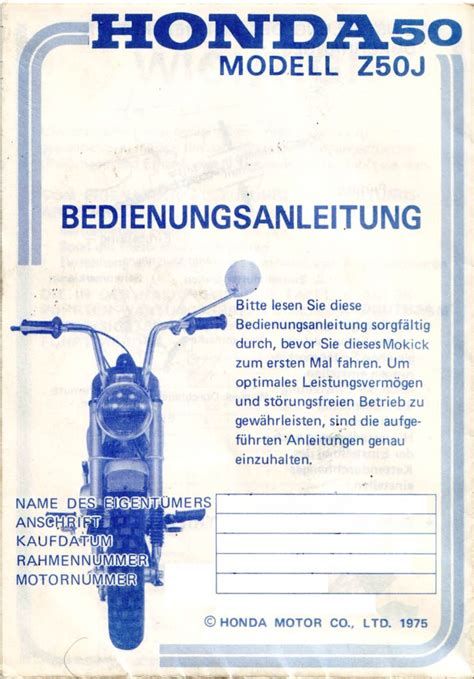 HONDA50
MODELL Z50J
BEDIENUNGSANLEITUNG
Bitte lesen Sie diese
Bedienungsanleitung sorgfältig
durch, bevor Sie dieses Mokick
zum ersten Mal fahren. Um
optimales Leistungsvermögen
und störungsfreien Betrieb zu
gewährleisten, sind die aufge-
führten Anleitungen genau
einzuhalten.
NAME DES EIGENTÜMERS
ANSCHRIFT
KAUFDATUM
RAHMENNUMMER
MOTORNUMMER
© HONDA MOTOR CO., LTD. 1975